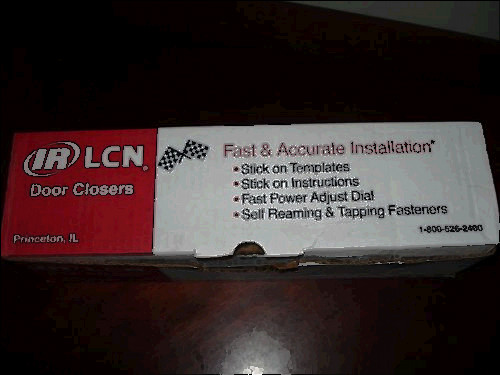 IR LCN®
Door Closers
Princeton, IL
Fast & Accurate Installation*
• Stick on Templates
• Stick on Instructions
• Fast Power Adjust Dial
• Self Reaming & Tapping Fasteners
1-800-526-2400